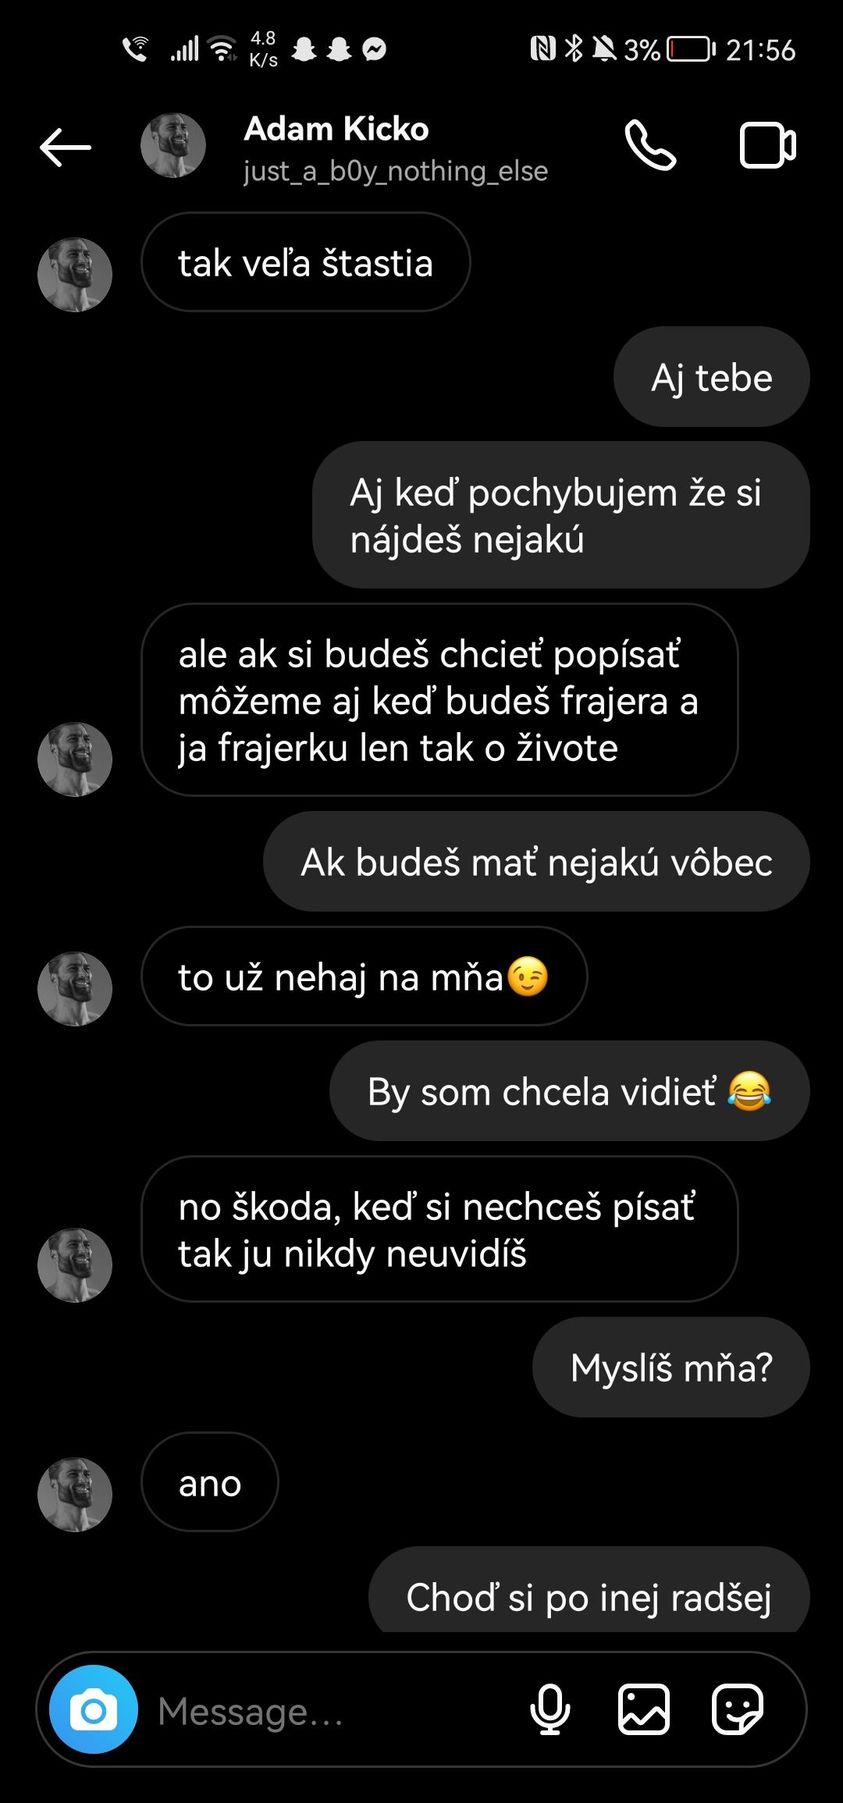 4.8
K/s
3%
21:56
Adam Kicko
just_a_b0y_nothing_else
tak veľa štastia
Aj tebe
Aj keď pochybujem že si
nájdeš nejakú
ale ak si budeš chcieť popísať
môžeme aj keď budeš frajera a
ja frajerku len tak o živote
Ak budeš mať nejakú vôbec
to už nehaj na mňa😉
By som chcela vidieť 😂
no škoda, keď si nechceš písať
tak ju nikdy neuvidíš
Myslíš mňa?
ano
Choď si po inej radšej
Message...